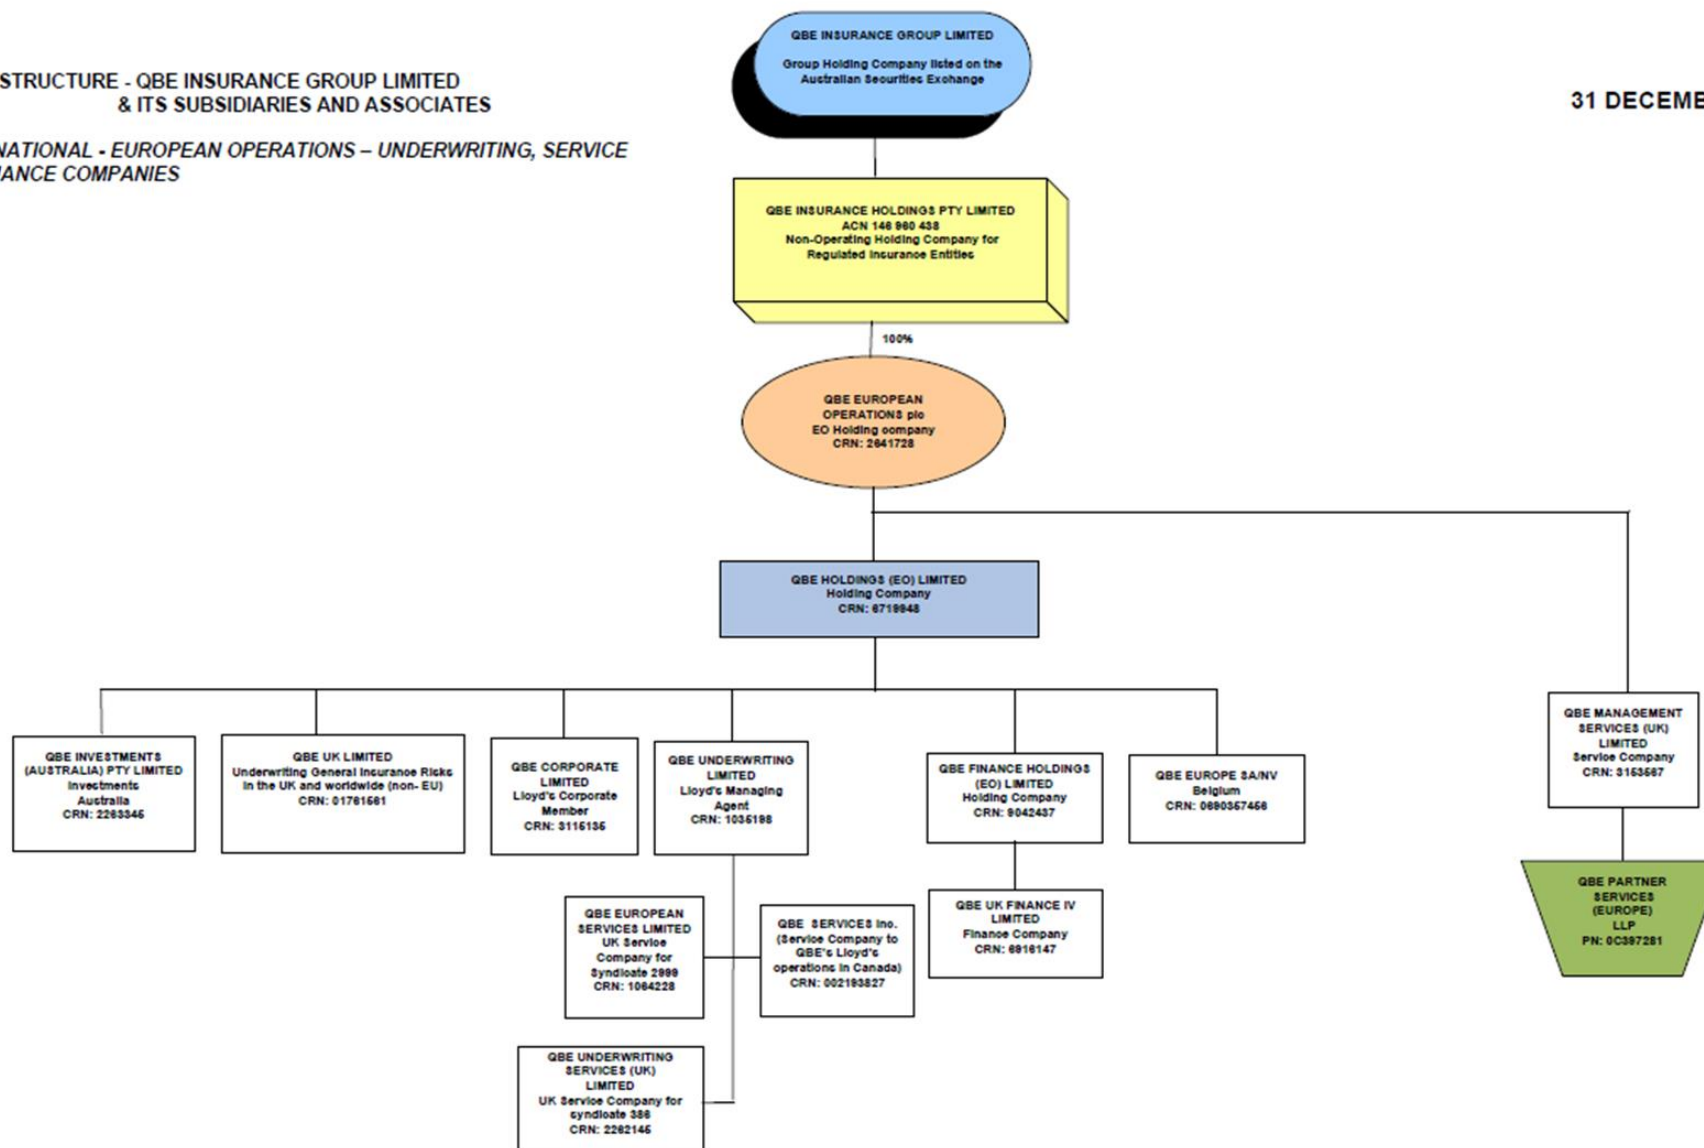 QBE INSURANCE GROUP LIMITED
Group Holding Company listed on the
Australian Securities Exchange
STRUCTURE - QBE INSURANCE GROUP LIMITED
& ITS SUBSIDIARIES AND ASSOCIATES
31 DECEMB
NATIONAL - EUROPEAN OPERATIONS – UNDERWRITING, SERVICE
IANCE COMPANIES
QBE INSURANCE HOLDINGS PTY LIMITED
ACN 146 960 438
Non-Operating Holding Company for
Regulated Insurance Entities
100%
QBE EUROPEAN
OPERATIONS plc
EO Holding company
CRN: 2641728
QBE HOLDINGS (EO) LIMITED
Holding Company
CRN: 6719948
QBE INVESTMENTS
(AUSTRALIA) PTY LIMITED
Investments
Australia
CRN: 2263345
QBE UK LIMITED
Underwriting General Insurance Risks
in the UK and worldwide (non- EU)
CRN: 01761561
QBE CORPORATE
LIMITED
Lloyd's Corporate
Member
CRN: 3115135
QBE UNDERWRITING
LIMITED
Lloyd's Managing
Agent
CRN: 1035198
QBE FINANCE HOLDINGS
(EO) LIMITED
Holding Company
CRN: 9042437
QBE EUROPE SA/NV
Belgium
CRN: 0690357456
QBE MANAGEMENT
SERVICES (UK)
LIMITED
Service Company
CRN: 3153567
QBE EUROPEAN
SERVICES LIMITED
UK Service
Company for
Syndicate 2999
CRN: 1064228
QBE SERVICES Inc.
(Service Company to
QBE's Lloyd's
operations in Canada)
CRN: 002193827
QBE UK FINANCE IV
LIMITED
Finance Company
CRN: 6916147
QBE PARTNER
SERVICES
(EUROPE)
LLP
PN: 0C397281
QBE UNDERWRITING
SERVICES (UK)
LIMITED
UK Service Company for
syndicate 386
CRN: 2262145